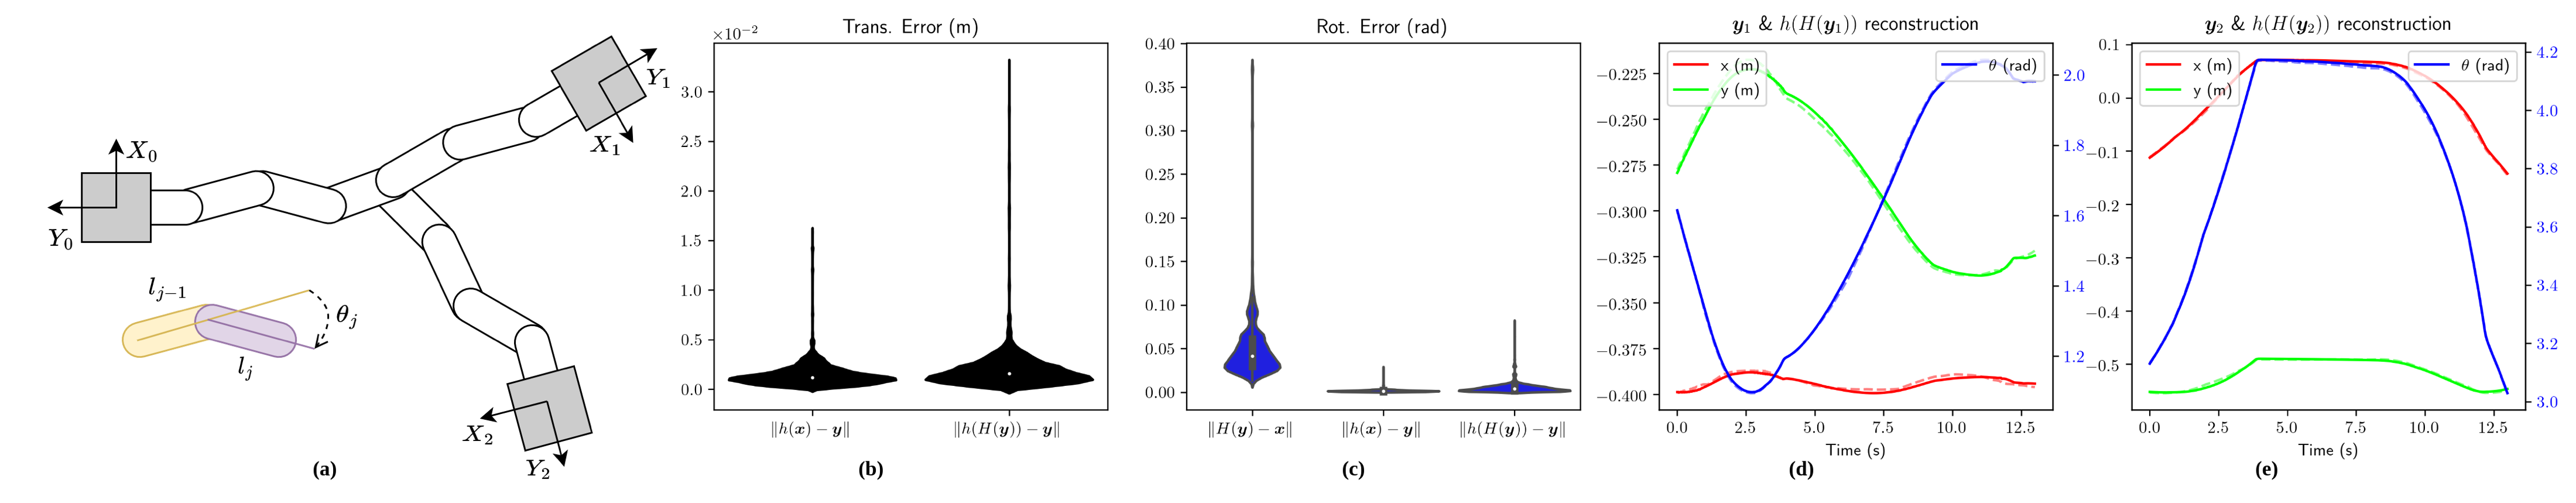 X₀
Y₀
Y₁
X₁
X₂
Y₂
lⱼ₋₁
θⱼ
lⱼ
(a)
×10⁻²
Trans. Error (m)
3.0
2.5
2.0
1.5
1.0
0.5
0.0
‖h(x) − y‖
‖h(H(y)) − y‖
(b)
Rot. Error (rad)
0.40
0.35
0.30
0.25
0.20
0.15
0.10
0.05
0.00
‖H(y) − x‖
‖h(x) − y‖
‖h(H(y)) − y‖
(c)
y₁ & h(H(y₁)) reconstruction
x (m)
y (m)
θ (rad)
−0.225
−0.250
−0.275
−0.300
−0.325
−0.350
−0.375
−0.400
2.0
1.8
1.6
1.4
1.2
0.0 2.5 5.0 7.5 10.0 12.5
Time (s)
(d)
y₂ & h(H(y₂)) reconstruction
x (m)
y (m)
θ (rad)
0.1
0.0
−0.1
−0.2
−0.3
−0.4
−0.5
4.2
4.0
3.8
3.6
3.4
3.2
3.0
0.0 2.5 5.0 7.5 10.0 12.5
Time (s)
(e)